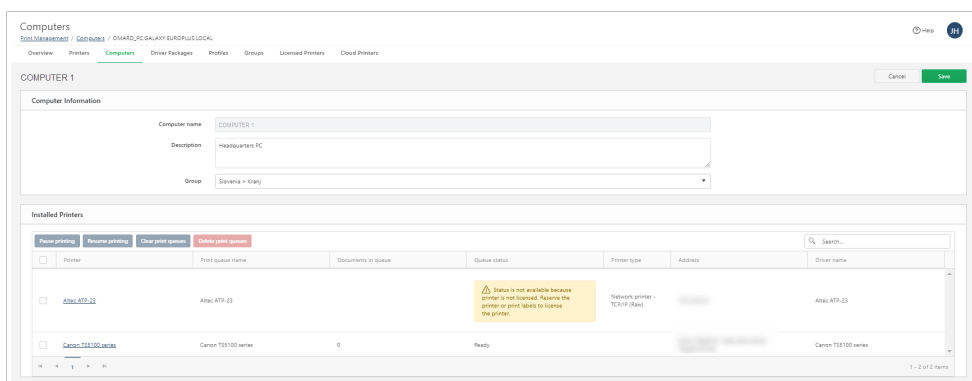 Computers
Print Management / Computers / OMARD_PC.GALAXY.EUROPLUS.LOCAL
Help
JH
Overview Printers Computers Driver Packages Profiles Groups Licensed Printers Cloud Printers
COMPUTER 1
Cancel Save
Computer Information
Computer name COMPUTER 1
Description Headquarters PC
Group Slovenia > Kranj
Installed Printers
Pause printing Resume printing Clear print queues Delete print queues Search...
Printer Print queue name Documents in queue Queue status Printer type Address Driver name
Altec ATP-23 Altec ATP-23
Status is not available because
printer is not licensed. Reserve the
printer or print labels to license
the printer.
Network printer -
TCP/IP (Raw)
Altec ATP-23
Canon TS5100 series Canon TS5100 series 0 Ready Canon TS5100 series
1
1 - 2 of 2 items